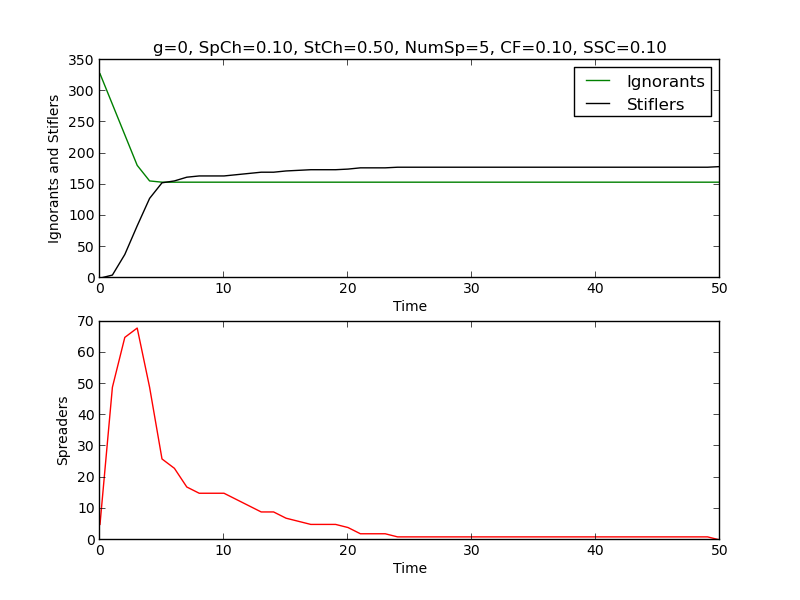 g=0, SpCh=0.10, StCh=0.50, NumSp=5, CF=0.10, SSC=0.10
350
300
250
200
150
100
50
0
Ignorants and Stiflers
Ignorants
Stiflers
0 10 20 30 40 50
Time
70
60
50
40
30
20
10
0
Spreaders
0 10 20 30 40 50
Time